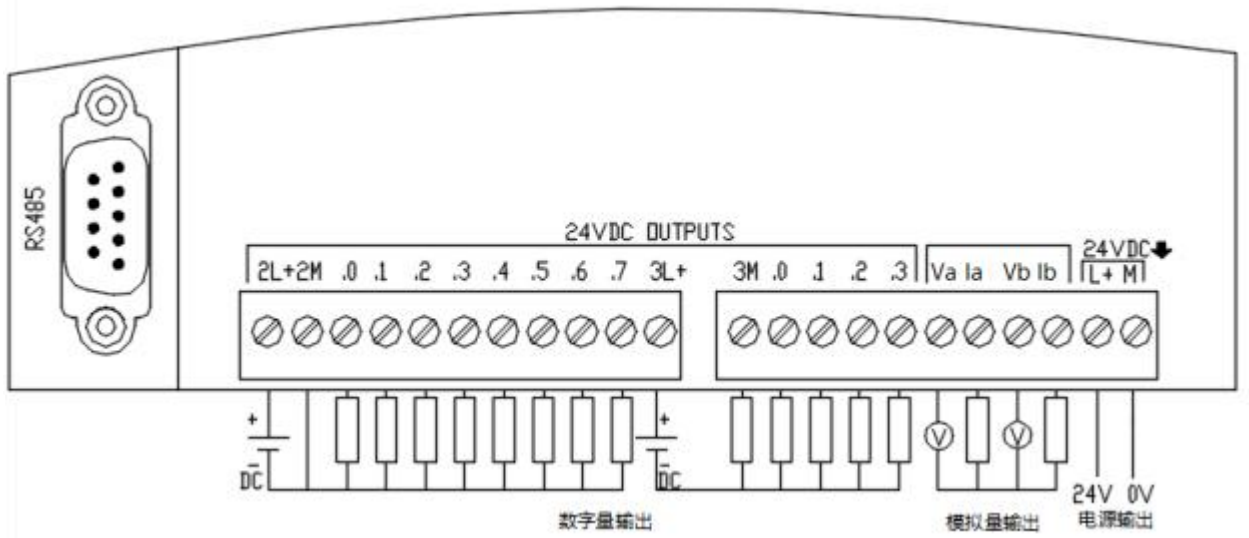 RS485
24VDC OUTPUTS
24VDC
2L+ 2M .0 .1 .2 .3 .4 .5 .6 .7 3L+ 3M .0 .1 .2 .3 Va Ia Vb Ib L+ M
+ + V V
- DC - DC
24V 0V
数字量输出 模拟量输出 电源输出